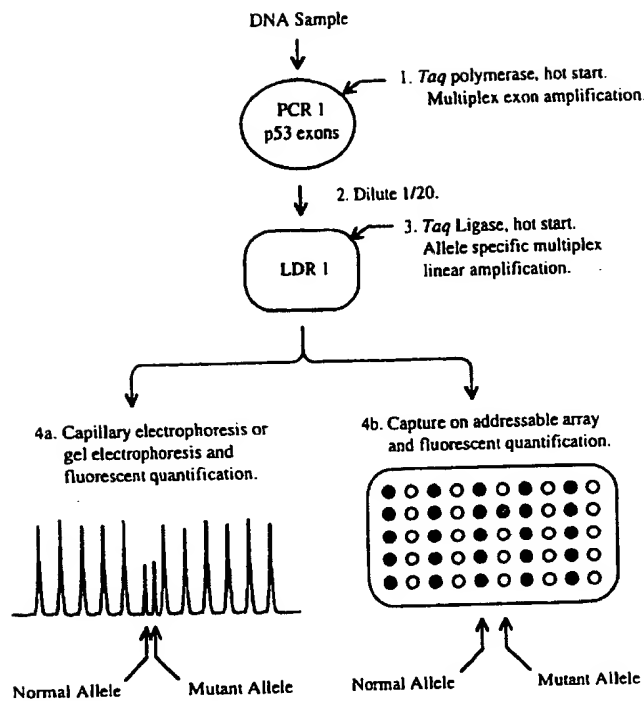 DNA Sample
1. Taq polymerase, hot start.
Multiplex exon amplification.
PCR 1
p53 exons
2. Dilute 1/20.
3. Taq Ligase, hot start.
Allele specific multiplex
linear amplification.
LDR 1
4a. Capillary electrophoresis or
gel electrophoresis and
fluorescent quantification.
4b. Capture on addressable array
and fluorescent quantification.
Normal Allele
Mutant Allele
Normal Allele
Mutant Allele